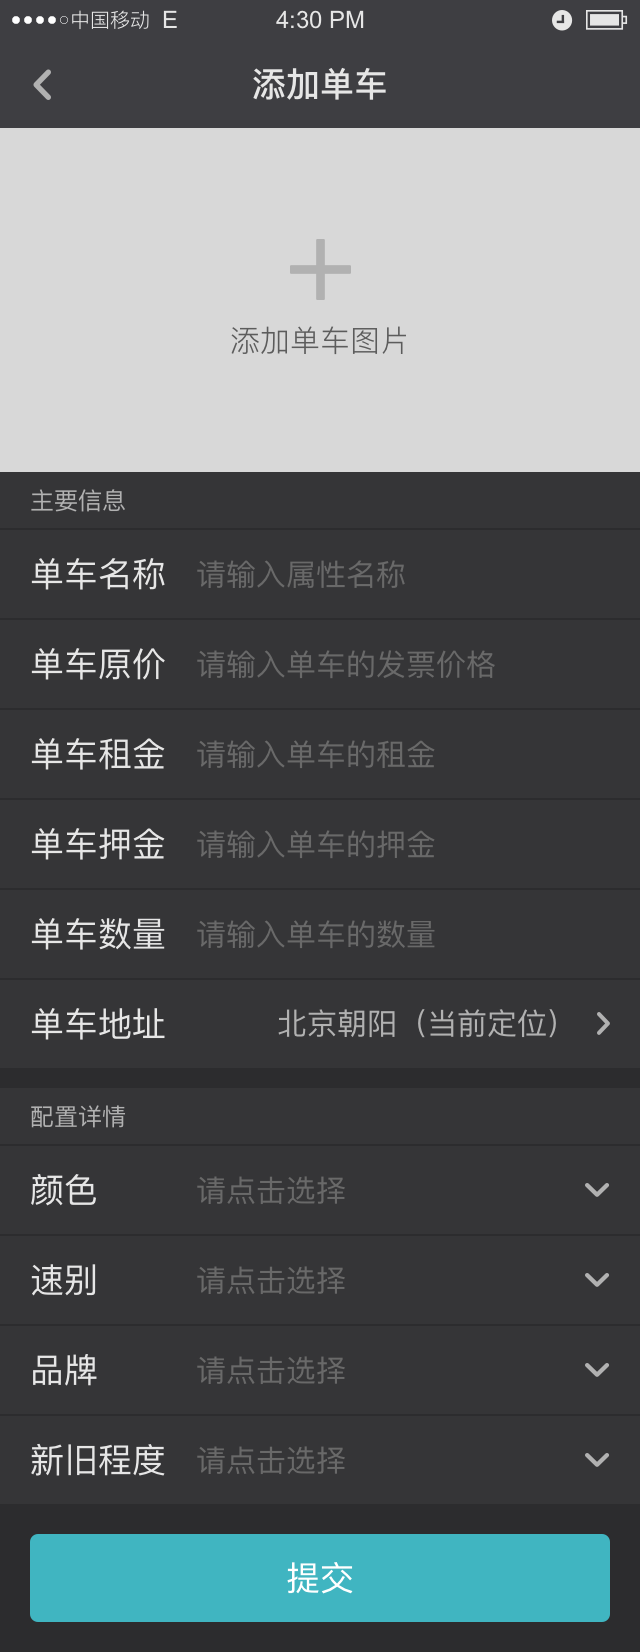 中国移动 E 4:30 PM
添加单车
添加单车图片
主要信息
单车名称 请输入属性名称
单车原价 请输入单车的发票价格
单车租金 请输入单车的租金
单车押金 请输入单车的押金
单车数量 请输入单车的数量
单车地址 北京朝阳（当前定位）
配置详情
颜色 请点击选择
速别 请点击选择
品牌 请点击选择
新旧程度 请点击选择
提交